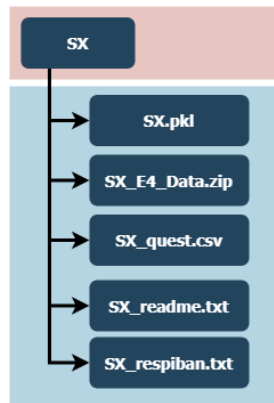 SX
SX.pkl
SX_E4_Data.zip
SX_quest.csv
SX_readme.txt
SX_respiban.txt